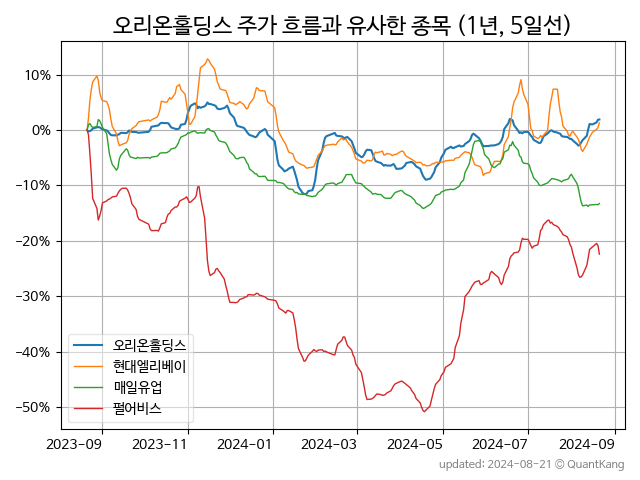 오리온홀딩스 주가 흐름과 유사한 종목 (1년, 5일선)
10%
0%
−10%
−20%
−30%
−40%
−50%
오리온홀딩스
현대엘리베이
매일유업
펄어비스
2023-09
2023-11
2024-01
2024-03
2024-05
2024-07
2024-09
updated: 2024-08-21 © QuantKang